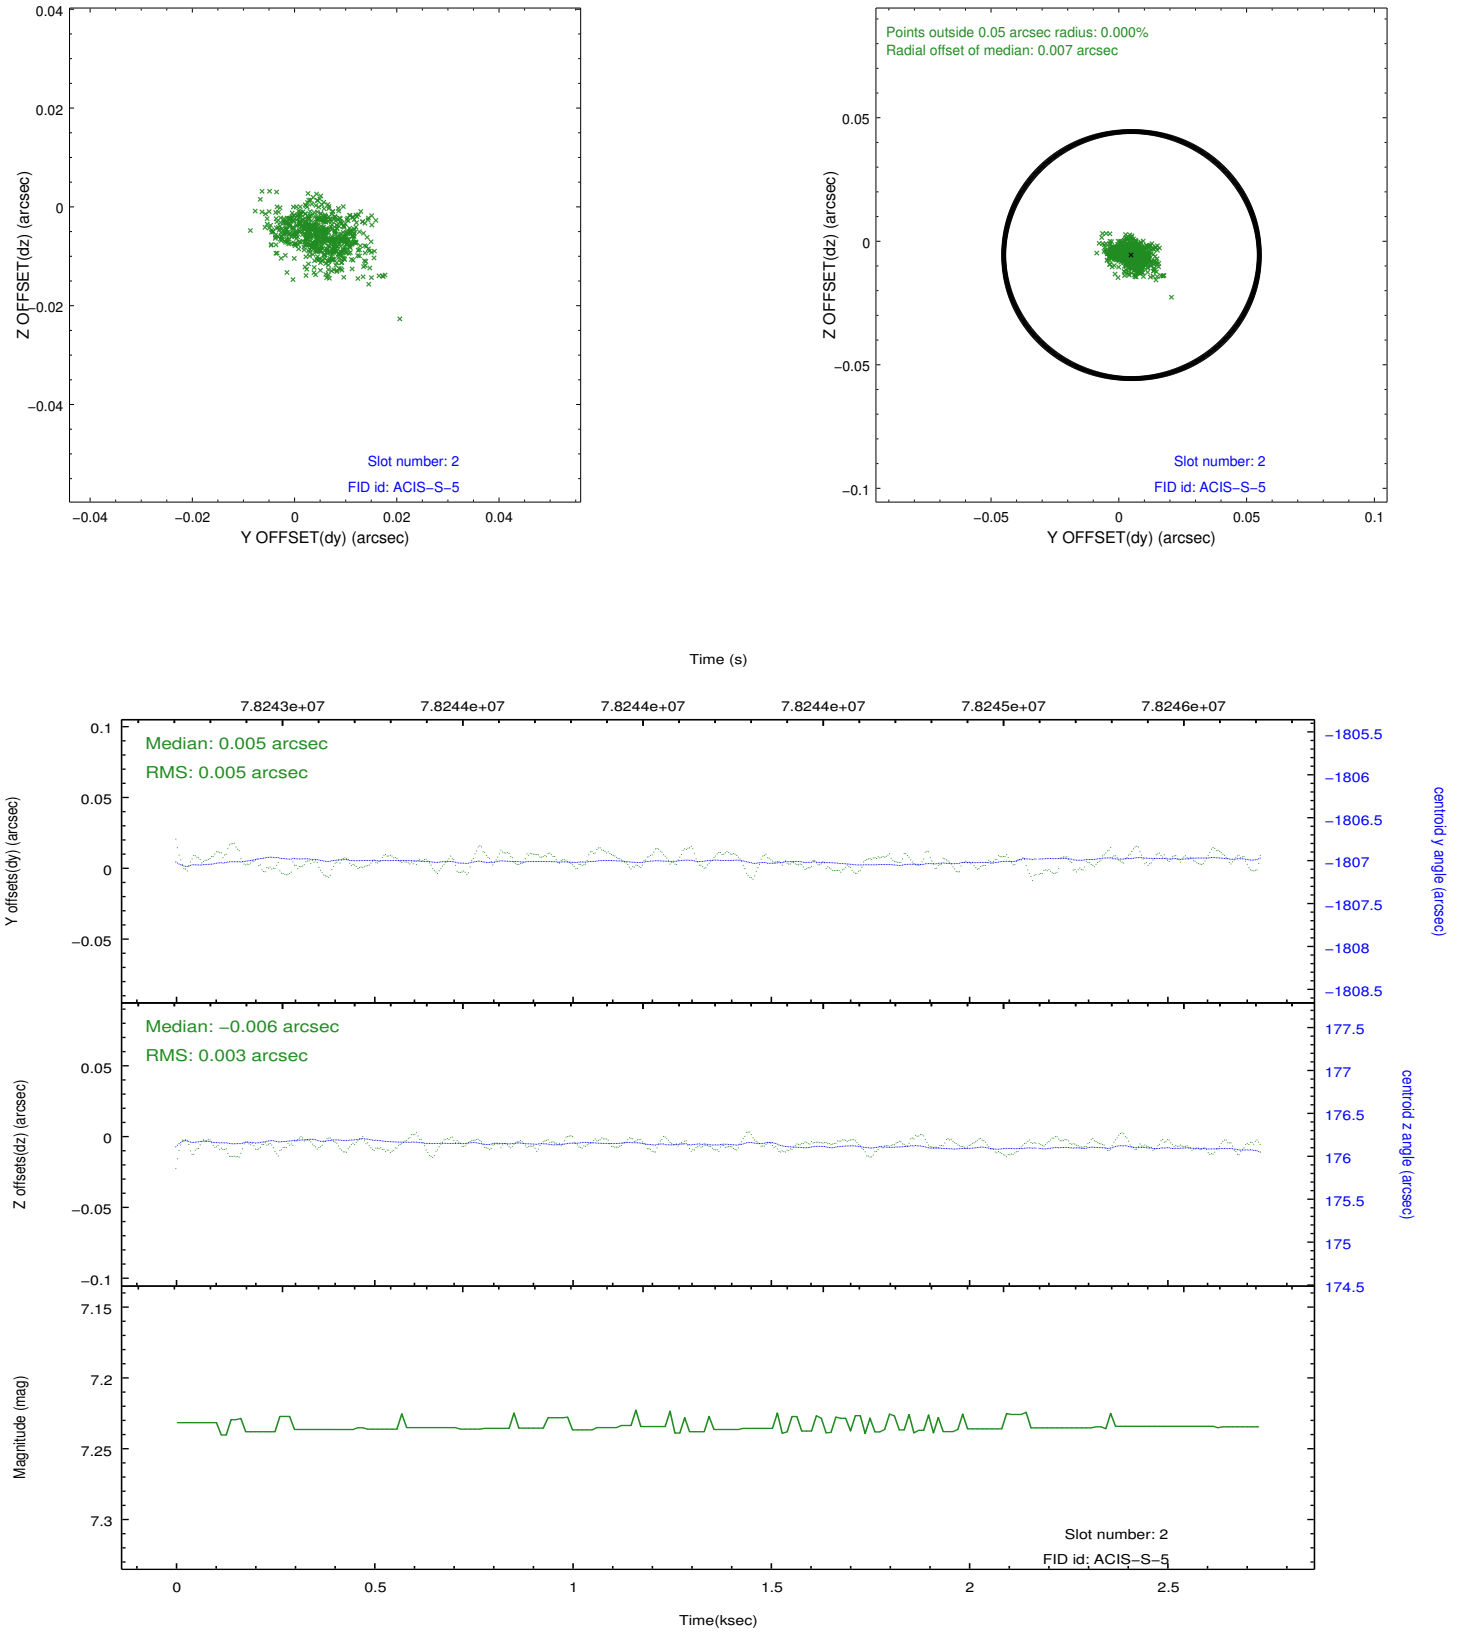 0.04
0.02
0
−0.02
−0.04
Z OFFSET(dz) (arcsec)
Slot number: 2
FID id: ACIS−S−5
−0.04 −0.02 0 0.02 0.04
Y OFFSET(dy) (arcsec)
Points outside 0.05 arcsec radius: 0.000%
Radial offset of median: 0.007 arcsec
0.05
0
−0.05
−0.1
Z OFFSET(dz) (arcsec)
Slot number: 2
FID id: ACIS−S−5
−0.05 0 0.05 0.1
Y OFFSET(dy) (arcsec)
Time (s)
7.8243e+07 7.8244e+07 7.8244e+07 7.8244e+07 7.8245e+07 7.8246e+07
Median: 0.005 arcsec
RMS: 0.005 arcsec
0.1
0.05
0
−0.05
Y offsets(dy) (arcsec)
−1805.5
−1806
−1806.5
−1807
−1807.5
−1808
−1808.5
centroid y angle (arcsec)
Median: −0.006 arcsec
RMS: 0.003 arcsec
0.05
0
−0.05
−0.1
Z offsets(dz) (arcsec)
177.5
177
176.5
176
175.5
175
174.5
centroid z angle (arcsec)
7.15
7.2
7.25
7.3
Magnitude (mag)
Slot number: 2
FID id: ACIS−S−5
0 0.5 1 1.5 2 2.5
Time(ksec)